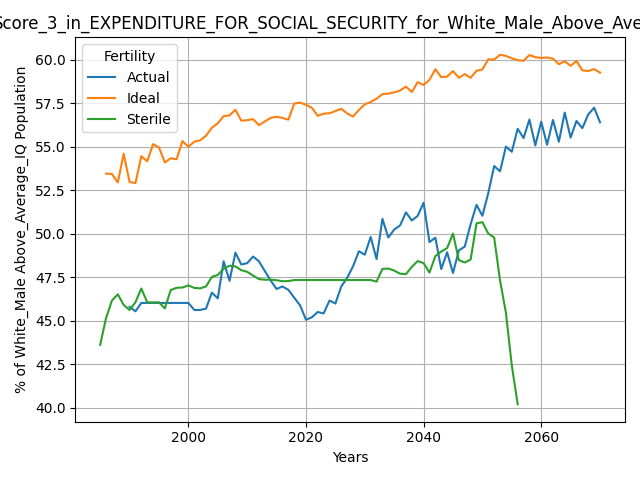 Score_3_in_EXPENDITURE_FOR_SOCIAL_SECURITY_for_White_Male_Above_Ave
Fertility
Actual
Ideal
Sterile
% of White_Male Above_Average_IQ Population
60.0
57.5
55.0
52.5
50.0
47.5
45.0
42.5
40.0
2000
2020
2040
2060
Years